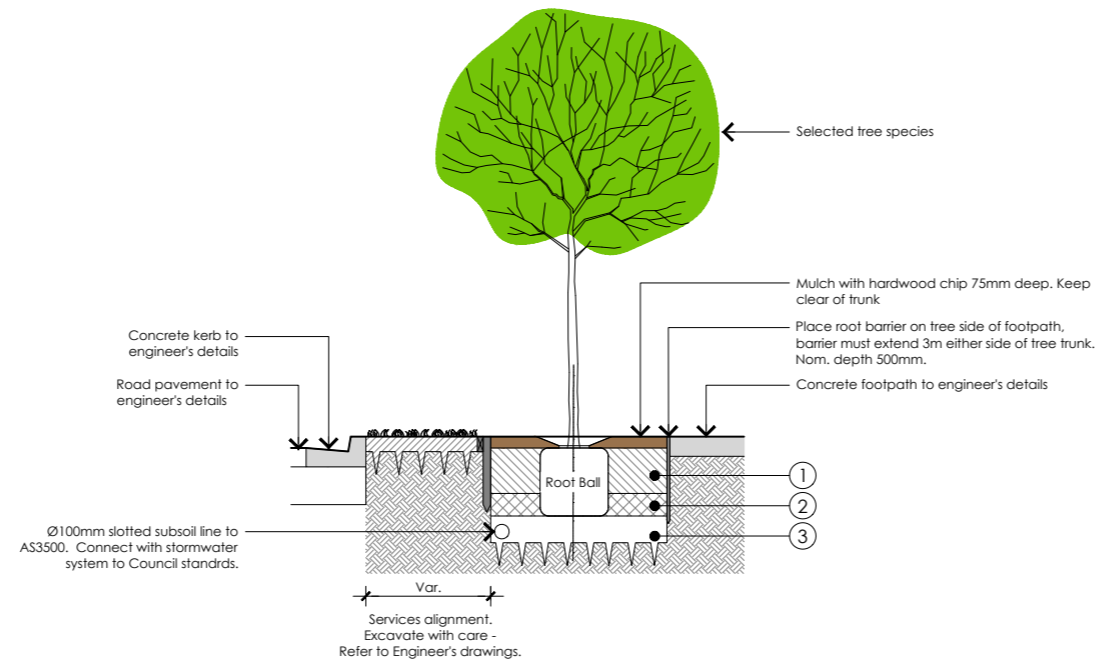 Selected tree species
Mulch with hardwood chip 75mm deep. Keep
clear of trunk
Place root barrier on tree side of footpath,
barrier must extend 3m either side of tree trunk.
Nom. depth 500mm.
Concrete footpath to engineer's details
Concrete kerb to
engineer's details
Road pavement to
engineer's details
Root Ball
1
2
3
Ø100mm slotted subsoil line to
AS3500.  Connect with stormwater
system to Council standrds.
Var.
Services alignment.
Excavate with care -
Refer to Engineer's drawings.